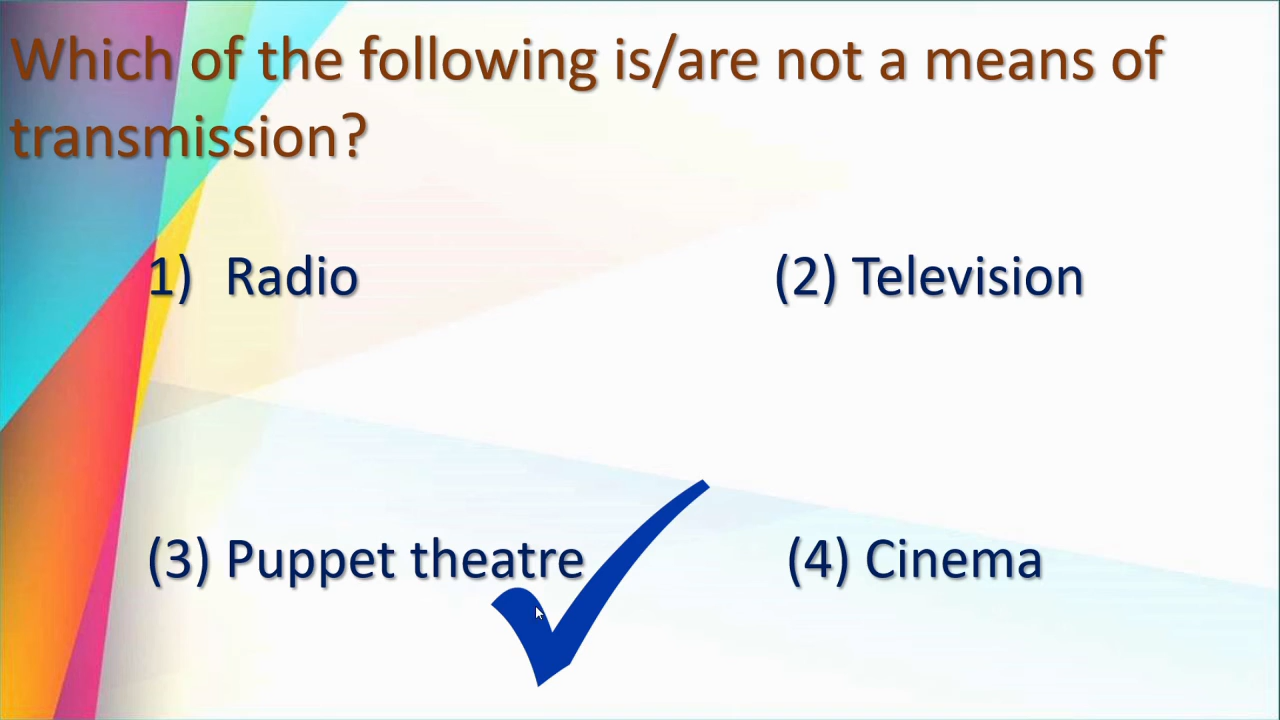 Which of the following is/are not a means of
transmission?
1) Radio
(2) Television
(3) Puppet theatre
(4) Cinema